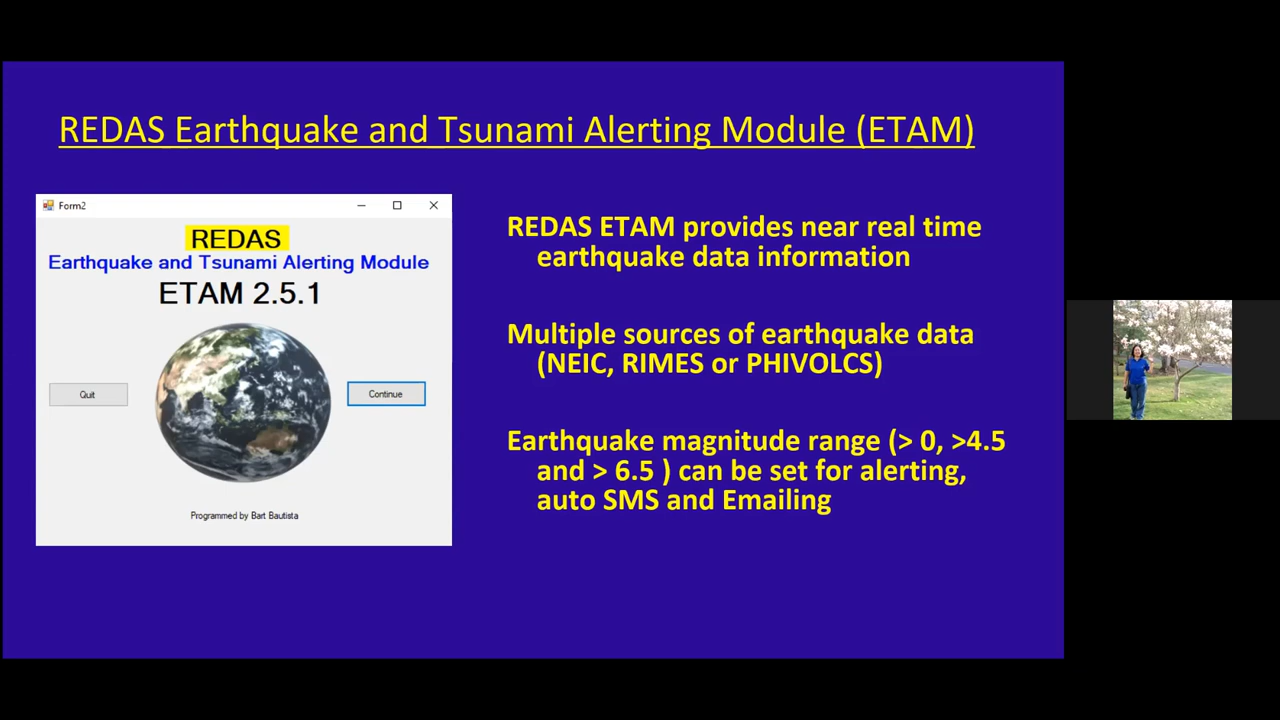 REDAS Earthquake and Tsunami Alerting Module (ETAM)
Form2
REDAS
Earthquake and Tsunami Alerting Module
ETAM 2.5.1
Quit
Continue
Programmed by Bart Bautista
REDAS ETAM provides near real time
earthquake data information
Multiple sources of earthquake data
(NEIC, RIMES or PHIVOLCS)
Earthquake magnitude range (> 0, >4.5
and > 6.5 ) can be set for alerting,
auto SMS and Emailing